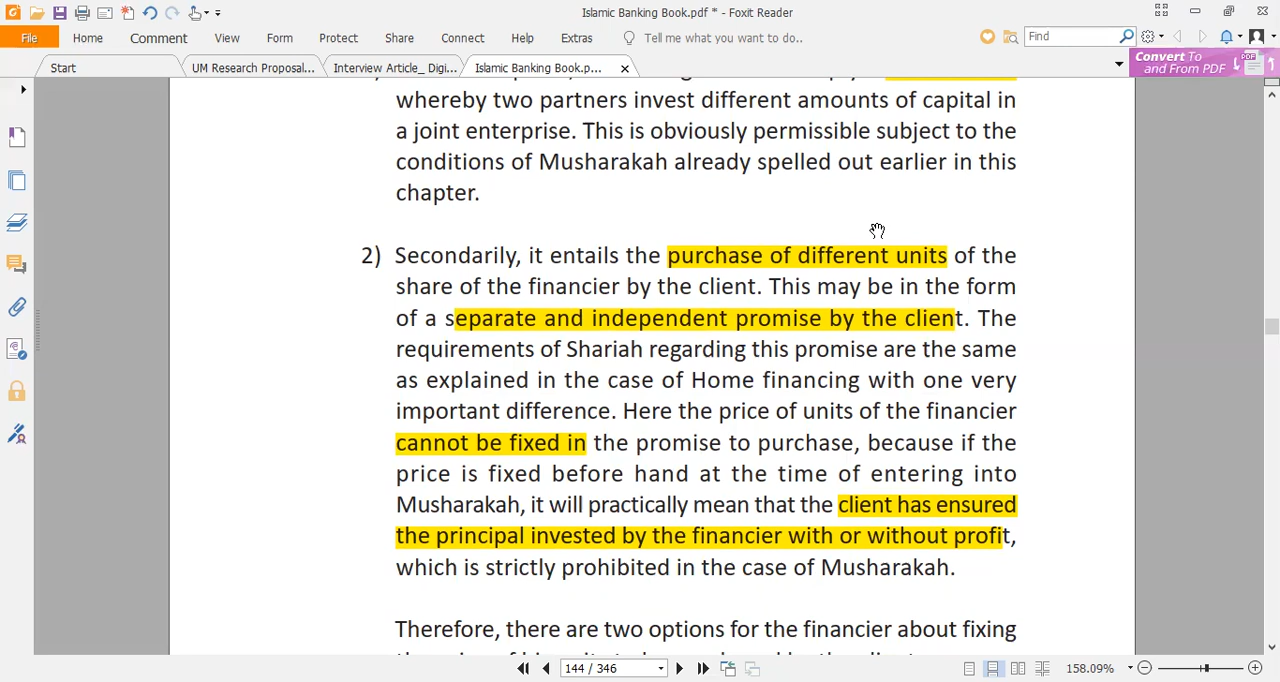 Islamic Banking Book.pdf * - Foxit Reader
File Home Comment View Form Protect Share Connect Help Extras Tell me what you want to do.. Find
Start UM Research Proposal... Interview Article_ Digi... Islamic Banking Book.p...
Convert To
and From PDF
PDF
whereby two partners invest different amounts of capital in
a joint enterprise. This is obviously permissible subject to the
conditions of Musharakah already spelled out earlier in this
chapter.
2) Secondarily, it entails the purchase of different units of the
share of the financier by the client. This may be in the form
of a separate and independent promise by the client. The
requirements of Shariah regarding this promise are the same
as explained in the case of Home financing with one very
important difference. Here the price of units of the financier
cannot be fixed in the promise to purchase, because if the
price is fixed before hand at the time of entering into
Musharakah, it will practically mean that the client has ensured
the principal invested by the financier with or without profit,
which is strictly prohibited in the case of Musharakah.
Therefore, there are two options for the financier about fixing
144 / 346
158.09%